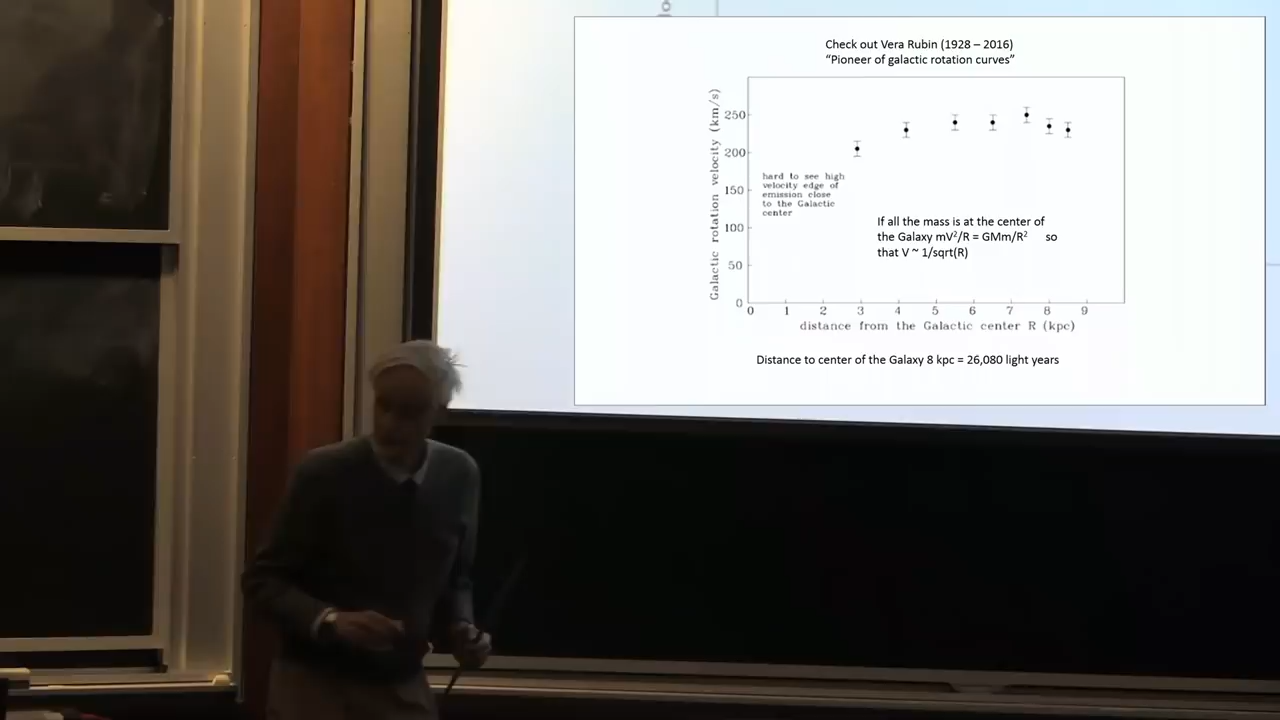 Check out Vera Rubin (1928 – 2016)
“Pioneer of galactic rotation curves”
Galactic rotation velocity (km/s)
250
200
150
100
50
0
hard to see high
velocity edge of
emission close
to the Galactic
center
If all the mass is at the center of
the Galaxy mV²/R = GMm/R² so
that V ~ 1/sqrt(R)
0 1 2 3 4 5 6 7 8 9
distance from the Galactic center R (kpc)
Distance to center of the Galaxy 8 kpc = 26,080 light years